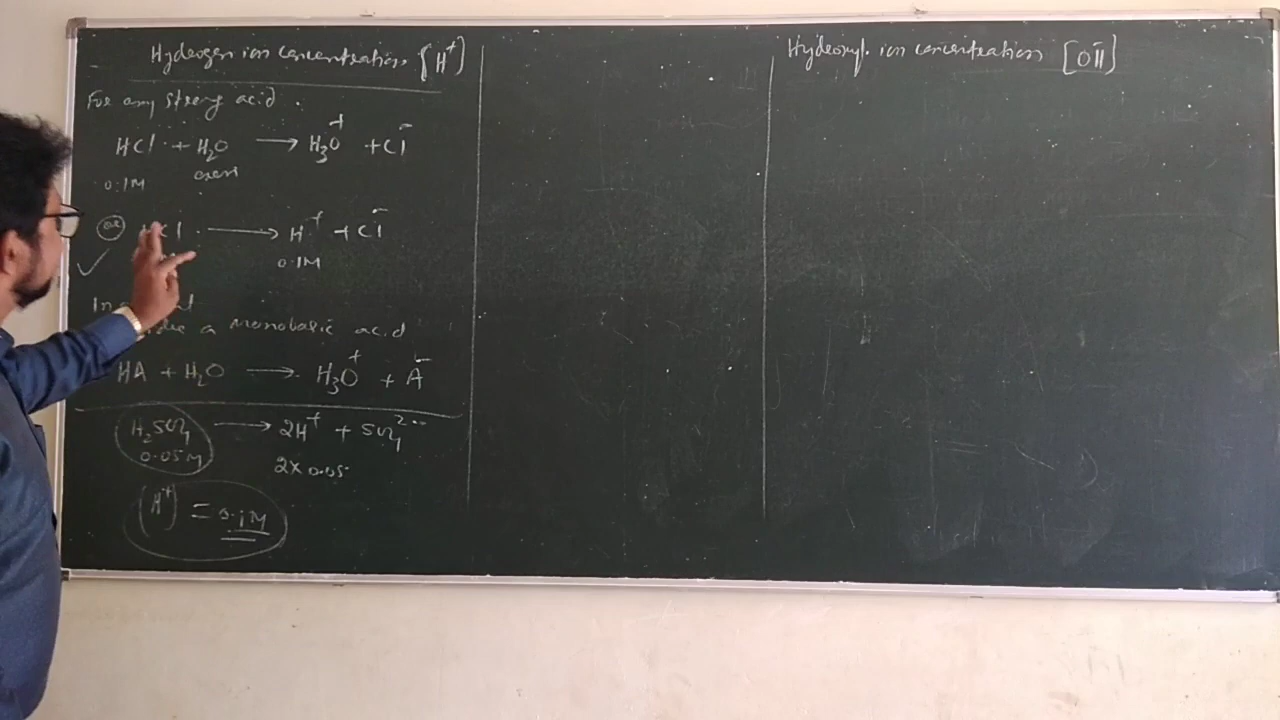 Hydrogen ion concentration [H⁺]
For any strong acid.
HCl + H₂O → H₃O⁺ + Cl⁻
0.1M excess
(or) HCl → H⁺ + Cl⁻
0.1M
In
a monobasic acid
HA + H₂O → H₃O⁺ + A⁻
H₂SO₄ → 2H⁺ + SO₄²⁻
0.05M 2×0.05
[H⁺] = 0.1M
Hydroxyl ion concentration [OH⁻]